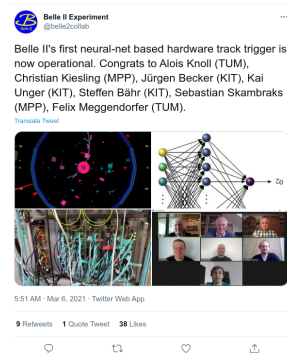 Belle II Experiment
@belle2collab
Belle II's first neural-net based hardware track trigger is
now operational. Congrats to Alois Knoll (TUM),
Christian Kiesling (MPP), Jürgen Becker (KIT), Kai
Unger (KIT), Steffen Bähr (KIT), Sebastian Skambraks
(MPP), Felix Meggendorfer (TUM).
Translate Tweet
z₀
5:51 AM · Mar 6, 2021 · Twitter Web App
9 Retweets 1 Quote Tweet 38 Likes